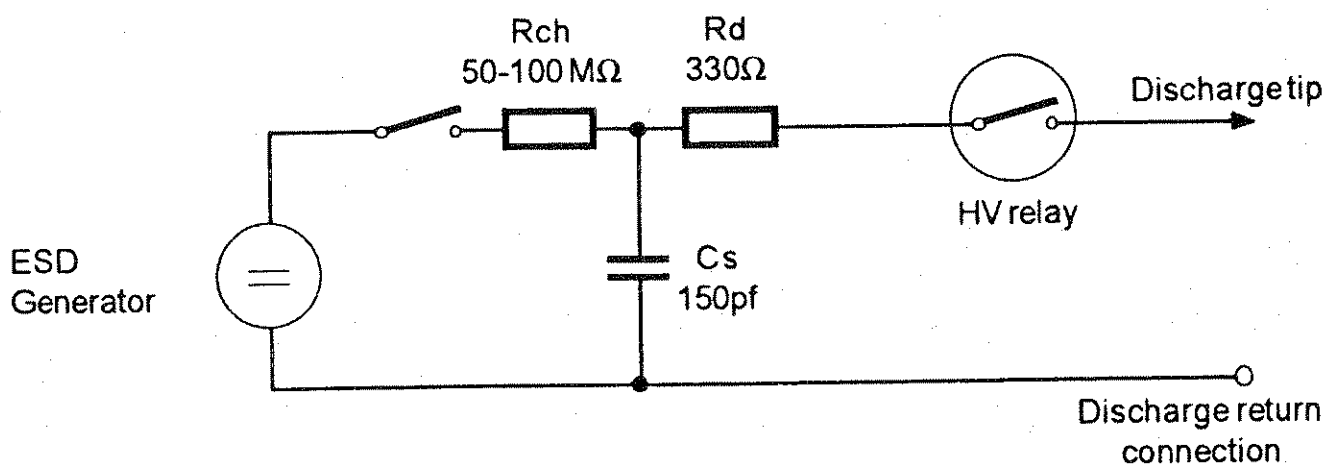 Rch
50-100 MΩ
Rd
330Ω
Discharge tip
HV relay
ESD
Generator
Cs
150pf
Discharge return
connection